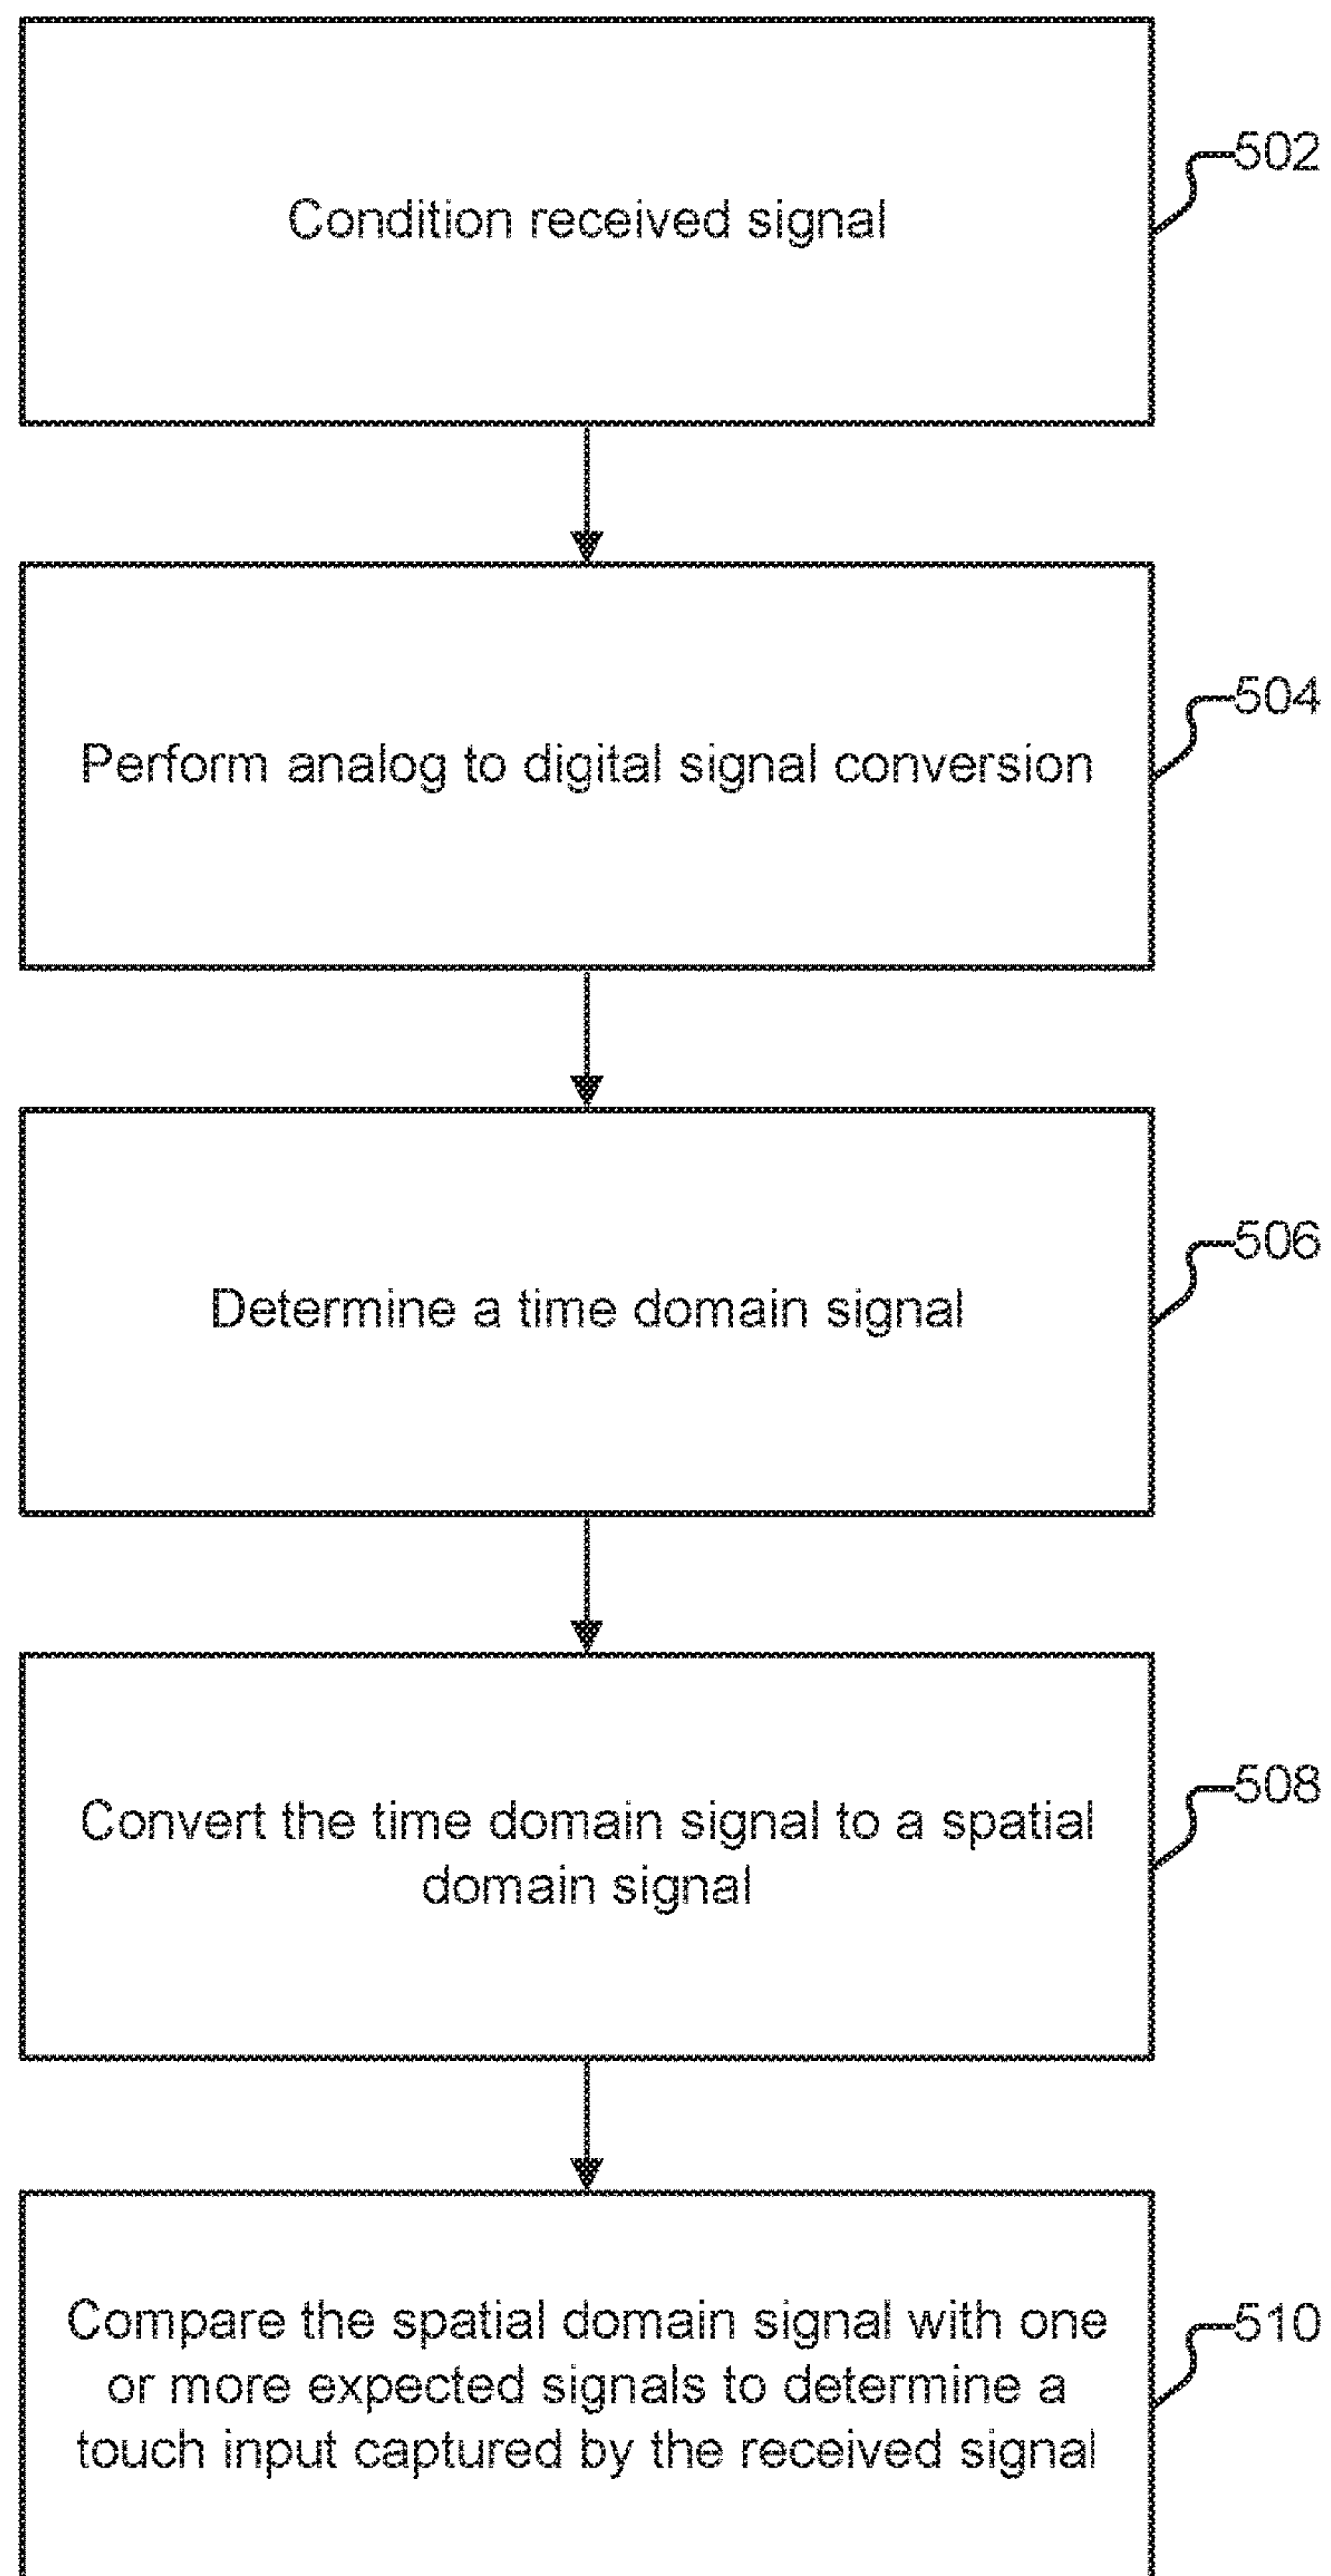 Condition received signal
502
Perform analog to digital signal conversion
504
Determine a time domain signal
506
Convert the time domain signal to a spatial
domain signal
508
Compare the spatial domain signal with one
or more expected signals to determine a
touch input captured by the received signal
510